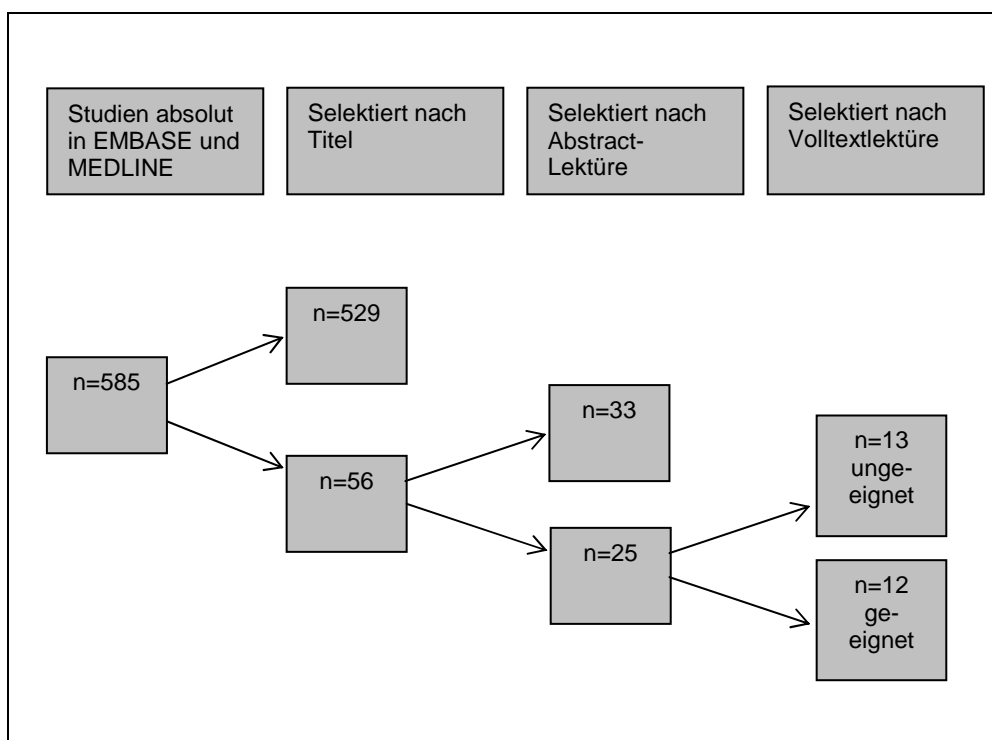 Studien absolut
in EMBASE und
MEDLINE
Selektiert nach
Titel
Selektiert nach
Abstract-
Lektüre
Selektiert nach
Volltextlektüre
n=585
n=529
n=56
n=33
n=25
n=13
unge-
eignet
n=12
ge-
eignet